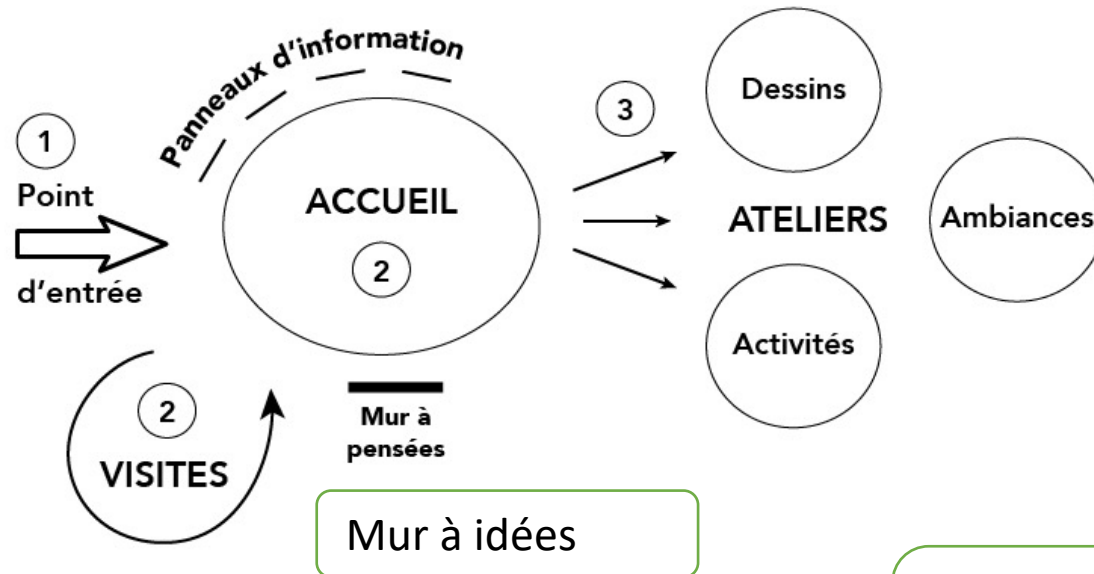 Panneaux d'information
1
Point
d'entrée
ACCUEIL
2
2
VISITES
Mur à
pensées
Mur à idées
3
Dessins
ATELIERS
Ambiances
Activités